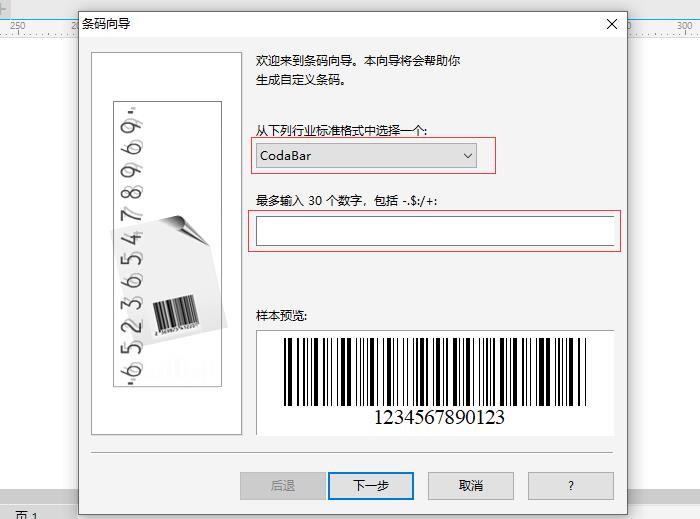 250
300
条码向导
欢迎来到条码向导。本向导将会帮助你
生成自定义条码。
从下列行业标准格式中选择一个:
CodaBar
最多输入 30 个数字，包括 -.$:/+:
样本预览:
1234567890123
·652365478969·
后退
下一步
取消
?
页 1